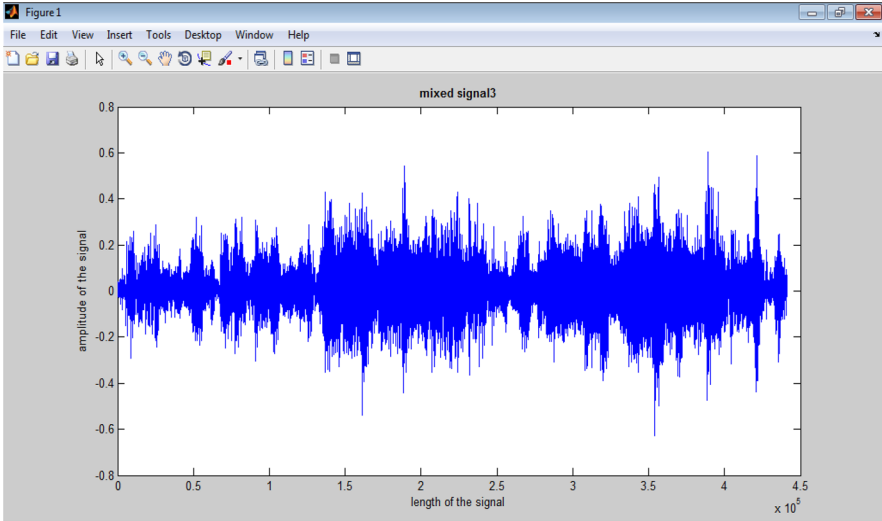 Figure 1
File Edit View Insert Tools Desktop Window Help
mixed signal3
0.8
0.6
0.4
0.2
0
-0.2
-0.4
-0.6
-0.8
amplitude of the signal
0 0.5 1 1.5 2 2.5 3 3.5 4 4.5
length of the signal
x 10^5